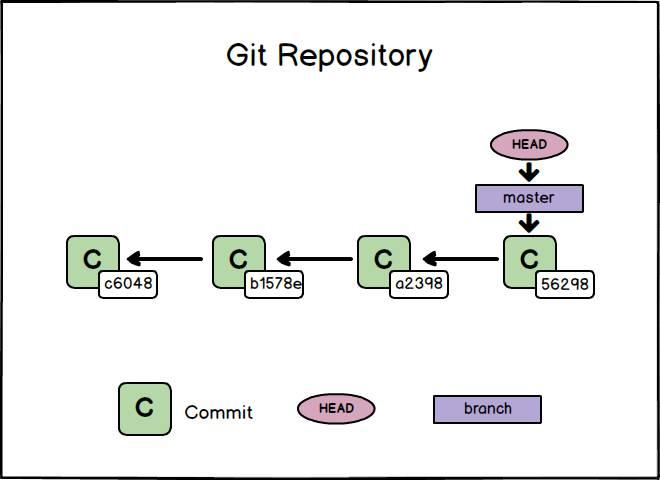 Git Repository
HEAD
master
C
c6048
C
b1578e
C
a2398
C
56298
C
Commit
HEAD
branch